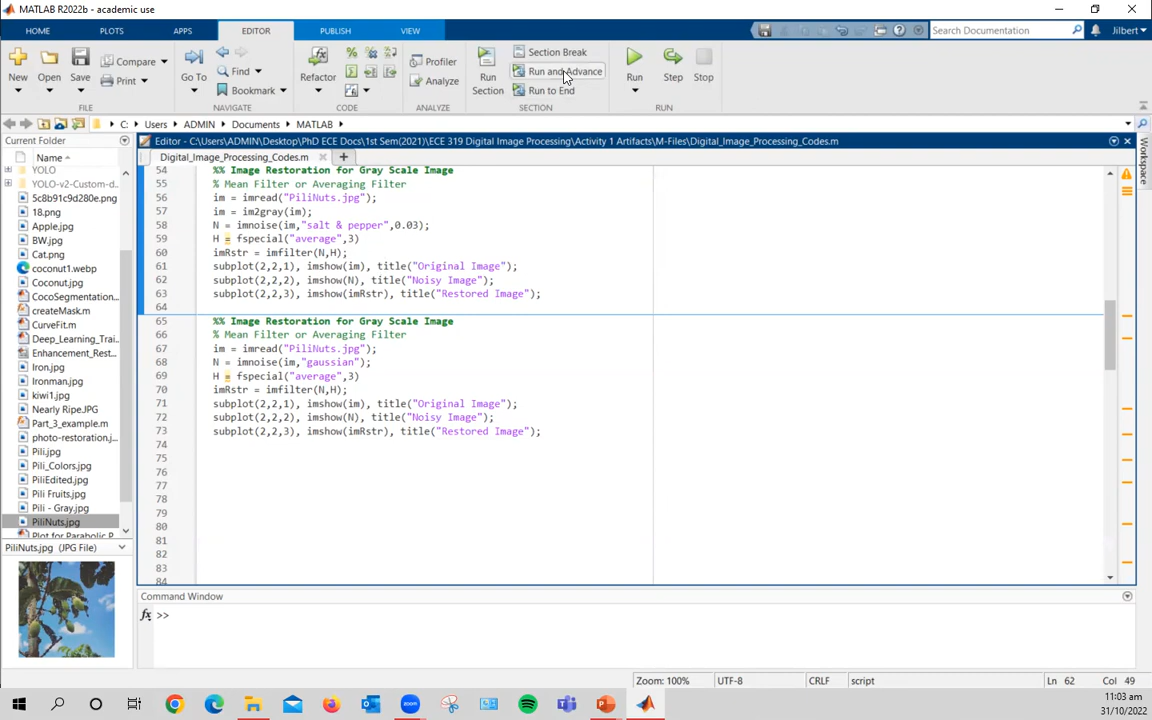 MATLAB R2022b - academic use
HOME PLOTS APPS EDITOR PUBLISH VIEW Search Documentation Jilbert
New Open Save Compare Print
Go To Find Bookmark
Refactor
Profiler Analyze
Run Section Section Break Run and Advance Run to End
Run Step Stop
FILE NAVIGATE CODE ANALYZE SECTION RUN
C: Users ADMIN Documents MATLAB
Current Folder
Name
YOLO
YOLO-v2-Custom-d...
5c8b91c9d280e.png
18.png
Apple.jpg
BW.jpg
Cat.png
coconut1.webp
Coconut.jpg
CocoSegmentation...
createMask.m
CurveFit.m
Deep_Learning_Trai...
Enhancement_Rest...
Iron.jpg
Ironman.jpg
kiwi1.jpg
Nearly Ripe.JPG
Part_3_example.m
photo-restoration.j...
Pili.jpg
Pili_Colors.jpg
PiliEdited.jpg
Pili Fruits.jpg
Pili - Gray.jpg
PiliNuts.jpg
Plot for Parabolic P...
PiliNuts.jpg (JPG File)
Editor - C:\Users\ADMIN\Desktop\PhD ECE Docs\1st Sem(2021)\ECE 319 Digital Image Processing\Activity 1 Artifacts\M-Files\Digital_Image_Processing_Codes.m
Digital_Image_Processing_Codes.m
54 %% Image Restoration for Gray Scale Image
55 % Mean Filter or Averaging Filter
56 im = imread("PiliNuts.jpg");
57 im = im2gray(im);
58 N = imnoise(im,"salt & pepper",0.03);
59 H = fspecial("average",3)
60 imRstr = imfilter(N,H);
61 subplot(2,2,1), imshow(im), title("Original Image");
62 subplot(2,2,2), imshow(N), title("Noisy Image");
63 subplot(2,2,3), imshow(imRstr), title("Restored Image");
64
65 %% Image Restoration for Gray Scale Image
66 % Mean Filter or Averaging Filter
67 im = imread("PiliNuts.jpg");
68 N = imnoise(im,"gaussian");
69 H = fspecial("average",3)
70 imRstr = imfilter(N,H);
71 subplot(2,2,1), imshow(im), title("Original Image");
72 subplot(2,2,2), imshow(N), title("Noisy Image");
73 subplot(2,2,3), imshow(imRstr), title("Restored Image");
74
75
76
77
78
79
80
81
82
83
84
Workspace
Command Window
fx >>
Zoom: 100% UTF-8 CRLF script Ln 62 Col 49
11:03 am
31/10/2022